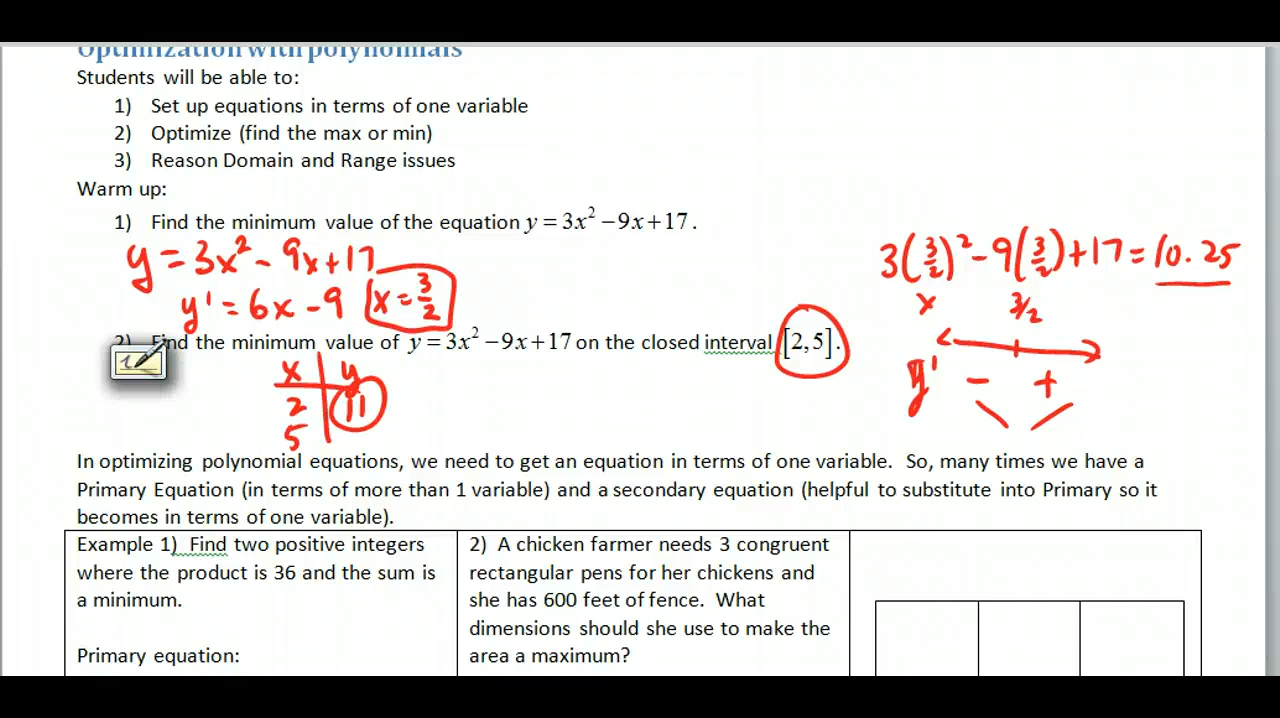 Optimization with polynomials
Students will be able to:
1) Set up equations in terms of one variable
2) Optimize (find the max or min)
3) Reason Domain and Range issues
Warm up:
1) Find the minimum value of the equation y = 3x² − 9x + 17.
y = 3x² - 9x + 17
y' = 6x - 9 x = 3/2
3(3/2)² - 9(3/2) + 17 = 10.25
x 3/2
y' - +
2) Find the minimum value of y = 3x² − 9x + 17 on the closed interval [2,5].
x y
2 11
5
In optimizing polynomial equations, we need to get an equation in terms of one variable. So, many times we have a
Primary Equation (in terms of more than 1 variable) and a secondary equation (helpful to substitute into Primary so it
becomes in terms of one variable).
Example 1) Find two positive integers
where the product is 36 and the sum is
a minimum.
Primary equation:
2) A chicken farmer needs 3 congruent
rectangular pens for her chickens and
she has 600 feet of fence. What
dimensions should she use to make the
area a maximum?